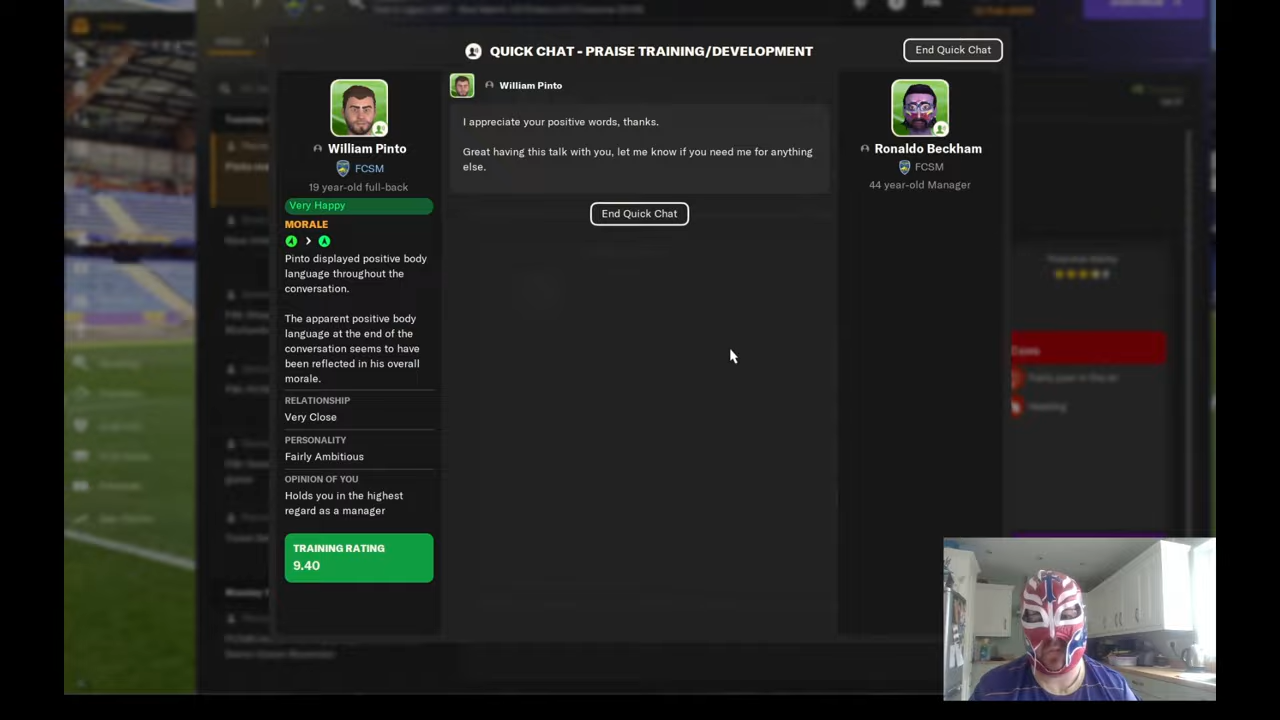 QUICK CHAT - PRAISE TRAINING/DEVELOPMENT
End Quick Chat
William Pinto
FCSM
19 year-old full-back
Very Happy
MORALE
Pinto displayed positive body
language throughout the
conversation.
The apparent positive body
language at the end of the
conversation seems to have
been reflected in his overall
morale.
RELATIONSHIP
Very Close
PERSONALITY
Fairly Ambitious
OPINION OF YOU
Holds you in the highest
regard as a manager
TRAINING RATING
9.40
William Pinto
I appreciate your positive words, thanks.
Great having this talk with you, let me know if you need me for anything
else.
End Quick Chat
Ronaldo Beckham
FCSM
44 year-old Manager